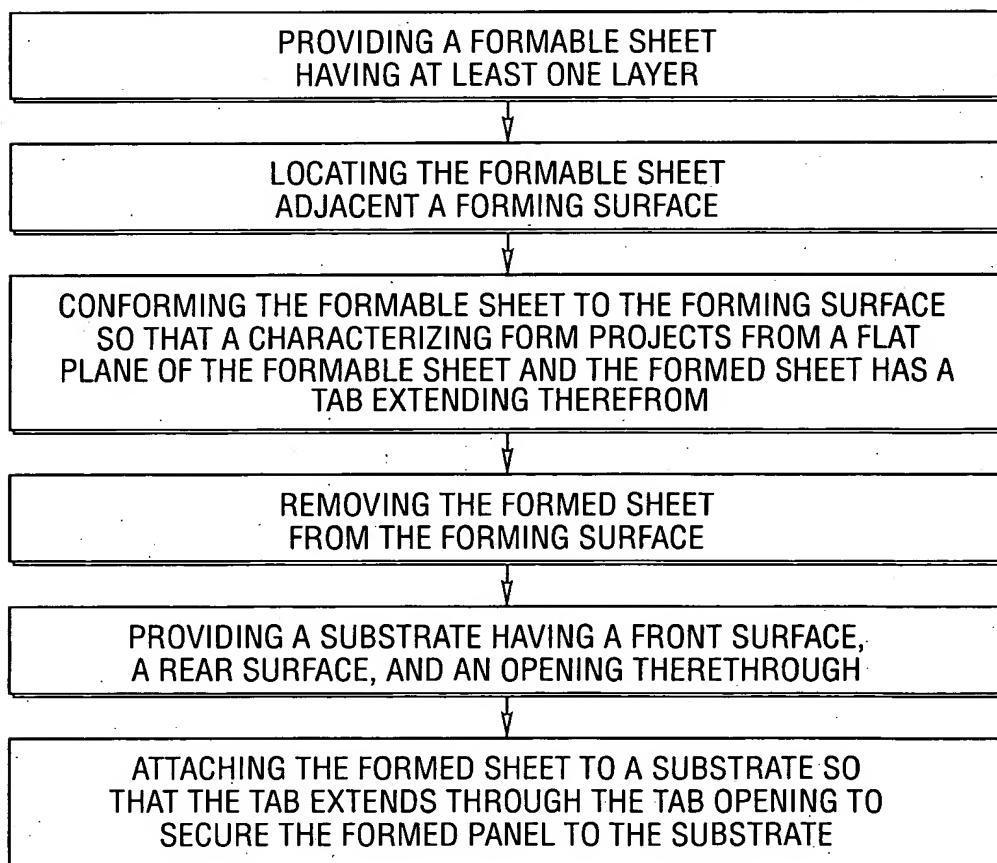 PROVIDING A FORMABLE SHEET
HAVING AT LEAST ONE LAYER
LOCATING THE FORMABLE SHEET
ADJACENT A FORMING SURFACE
CONFORMING THE FORMABLE SHEET TO THE FORMING SURFACE
SO THAT A CHARACTERIZING FORM PROJECTS FROM A FLAT
PLANE OF THE FORMABLE SHEET AND THE FORMED SHEET HAS A
TAB EXTENDING THEREFROM
REMOVING THE FORMED SHEET
FROM THE FORMING SURFACE
PROVIDING A SUBSTRATE HAVING A FRONT SURFACE,
A REAR SURFACE, AND AN OPENING THERETHROUGH
ATTACHING THE FORMED SHEET TO A SUBSTRATE SO
THAT THE TAB EXTENDS THROUGH THE TAB OPENING TO
SECURE THE FORMED PANEL TO THE SUBSTRATE